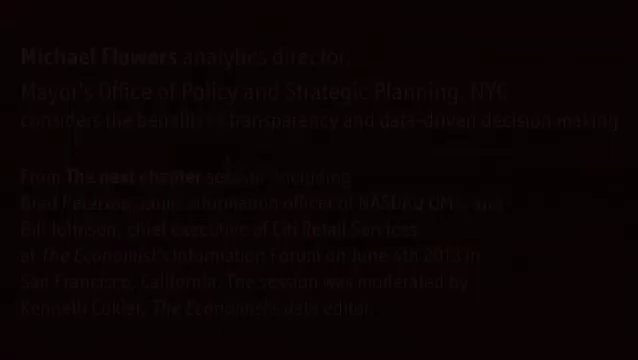 Michael Flowers analytics director,
Mayor's Office of Policy and Strategic Planning, NYC
considers the benefits of transparency and data-driven decision making
From The next chapter session including
Brad Peterson, chief information officer of NASDAQ OMX, and
Bill Johnson, chief executive of Citi Retail Services
at The Economist's Information Forum on June 4th 2013 in
San Francisco, California. The session was moderated by
Kenneth Cukier, The Economist's data editor.